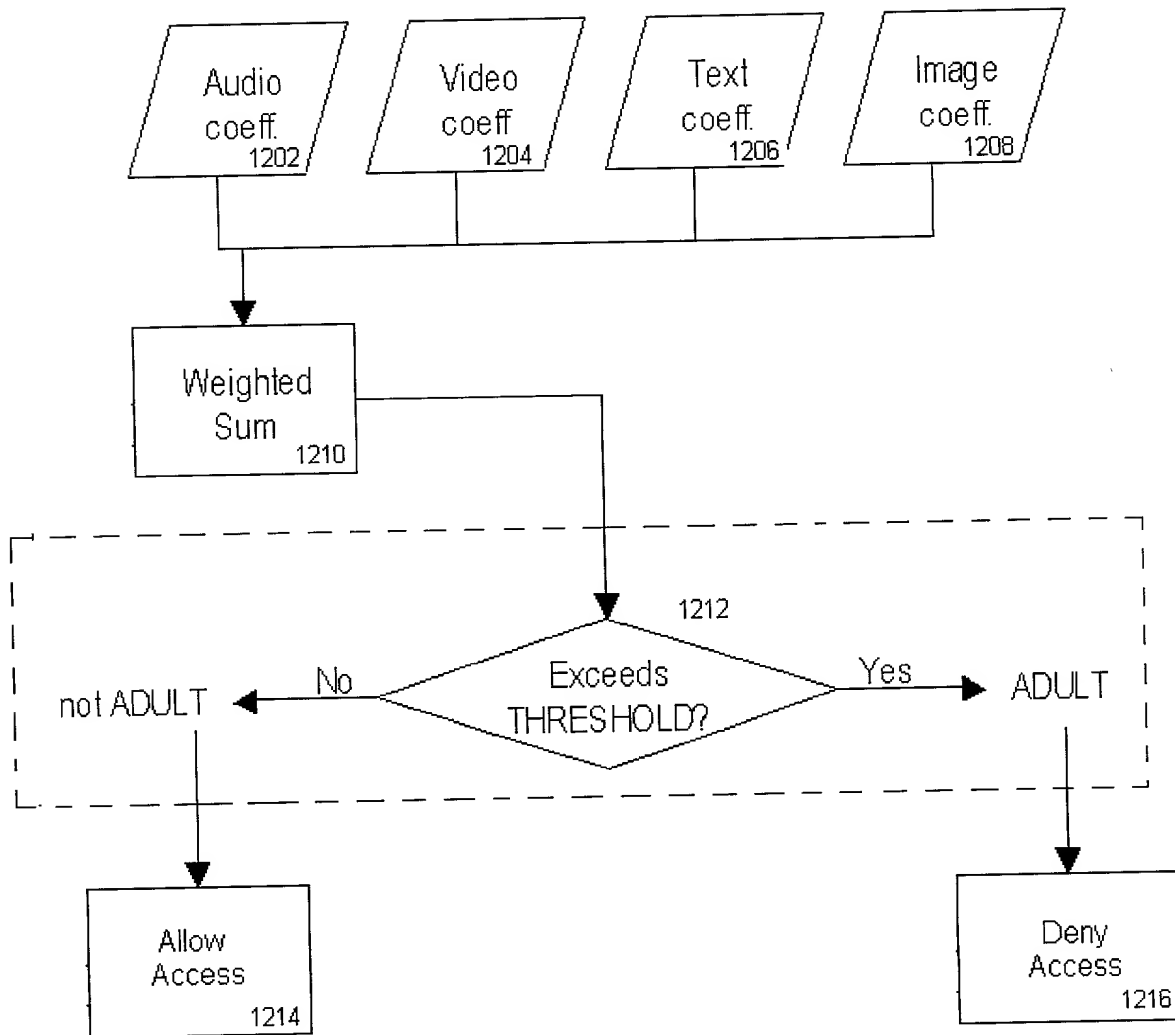 Audio
coeff.
1202
Video
coeff
1204
Text
coeff.
1206
Image
coeff.
1208
Weighted
Sum
1210
1212
Exceeds
THRESHOLD?
No
Yes
not ADULT
ADULT
Allow
Access
1214
Deny
Access
1216